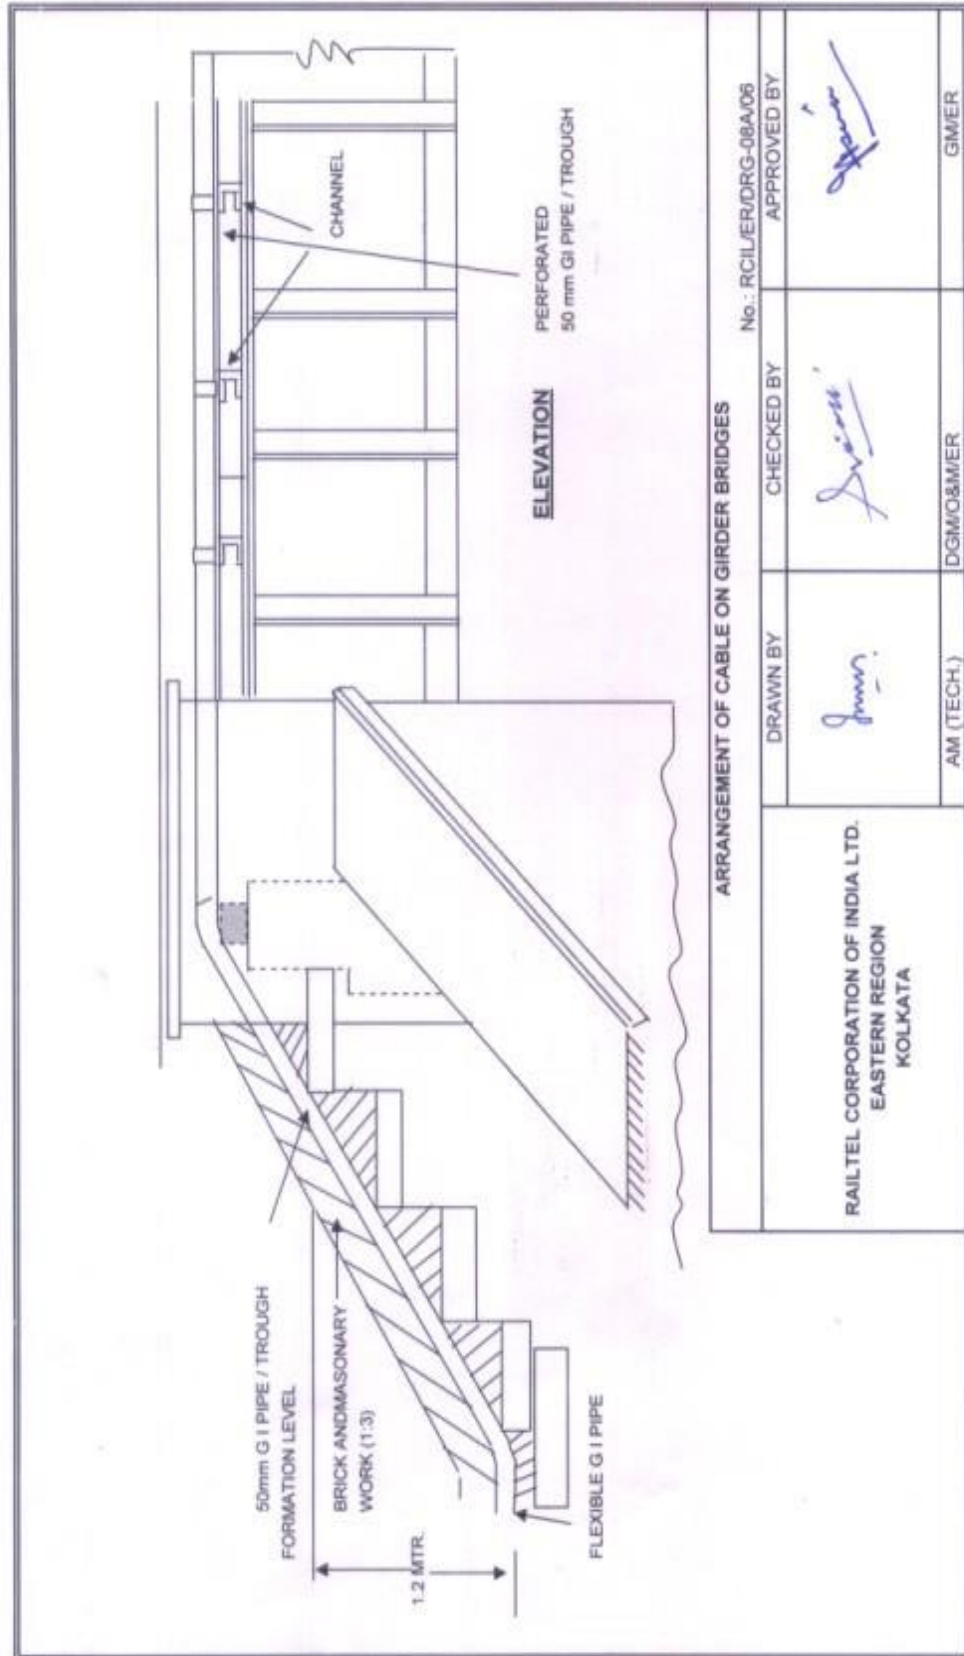 50mm G I PIPE / TROUGH
FORMATION LEVEL
BRICK ANDMASONARY
WORK (1:3)
1.2 MTR.
FLEXIBLE G I PIPE
CHANNEL
PERFORATED
50 mm GI PIPE / TROUGH
ELEVATION
ARRANGEMENT OF CABLE ON GIRDER BRIDGES
No.: RCIL/ER/DRG-08A/06
RAILTEL CORPORATION OF INDIA LTD.
EASTERN REGION
KOLKATA
DRAWN BY
CHECKED BY
APPROVED BY
AM (TECH.)
DGM/O&M/ER
GM/ER